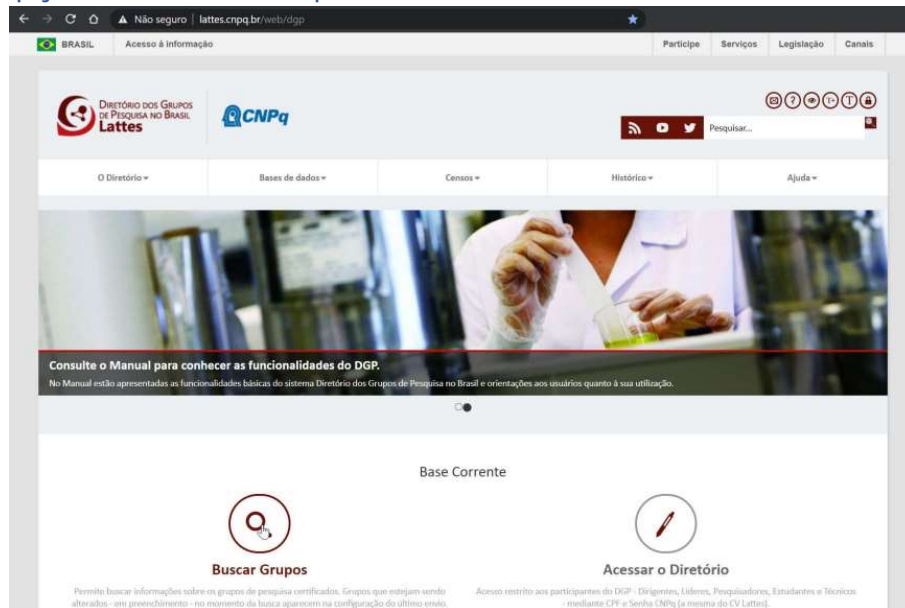 Não seguro | lattes.cnpq.br/web/dgp
BRASIL Acesso à informação Participe Serviços Legislação Canais
DIRETÓRIO DOS GRUPOS
DE PESQUISA NO BRASIL
Lattes
CNPq
Pesquisar...
O Diretório Bases de dados Censos Histórico Ajuda
Consulte o Manual para conhecer as funcionalidades do DGP.
No Manual estão apresentadas as funcionalidades básicas do sistema Diretório dos Grupos de Pesquisa no Brasil e orientações aos usuários quanto à sua utilização.
Base Corrente
Buscar Grupos
Permite buscar informações sobre os grupos de pesquisa certificados. Grupos que estejam sendo
alterados - em preenchimento - no momento da busca aparecem na configuração do último envio.
Acessar o Diretório
Acesso restrito aos participantes do DGP - Dirigentes, Líderes, Pesquisadores, Estudantes e Técnicos
- mediante CPF e Senha CNPq (a mesma do CV Lattes).